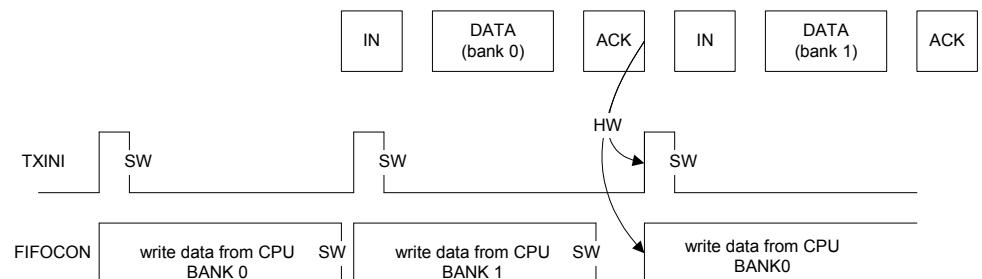 IN
DATA
(bank 0)
ACK
IN
DATA
(bank 1)
ACK
HW
TXINI
SW
SW
SW
FIFOCON
write data from CPU
BANK 0
SW
write data from CPU
BANK 1
SW
write data from CPU
BANK0